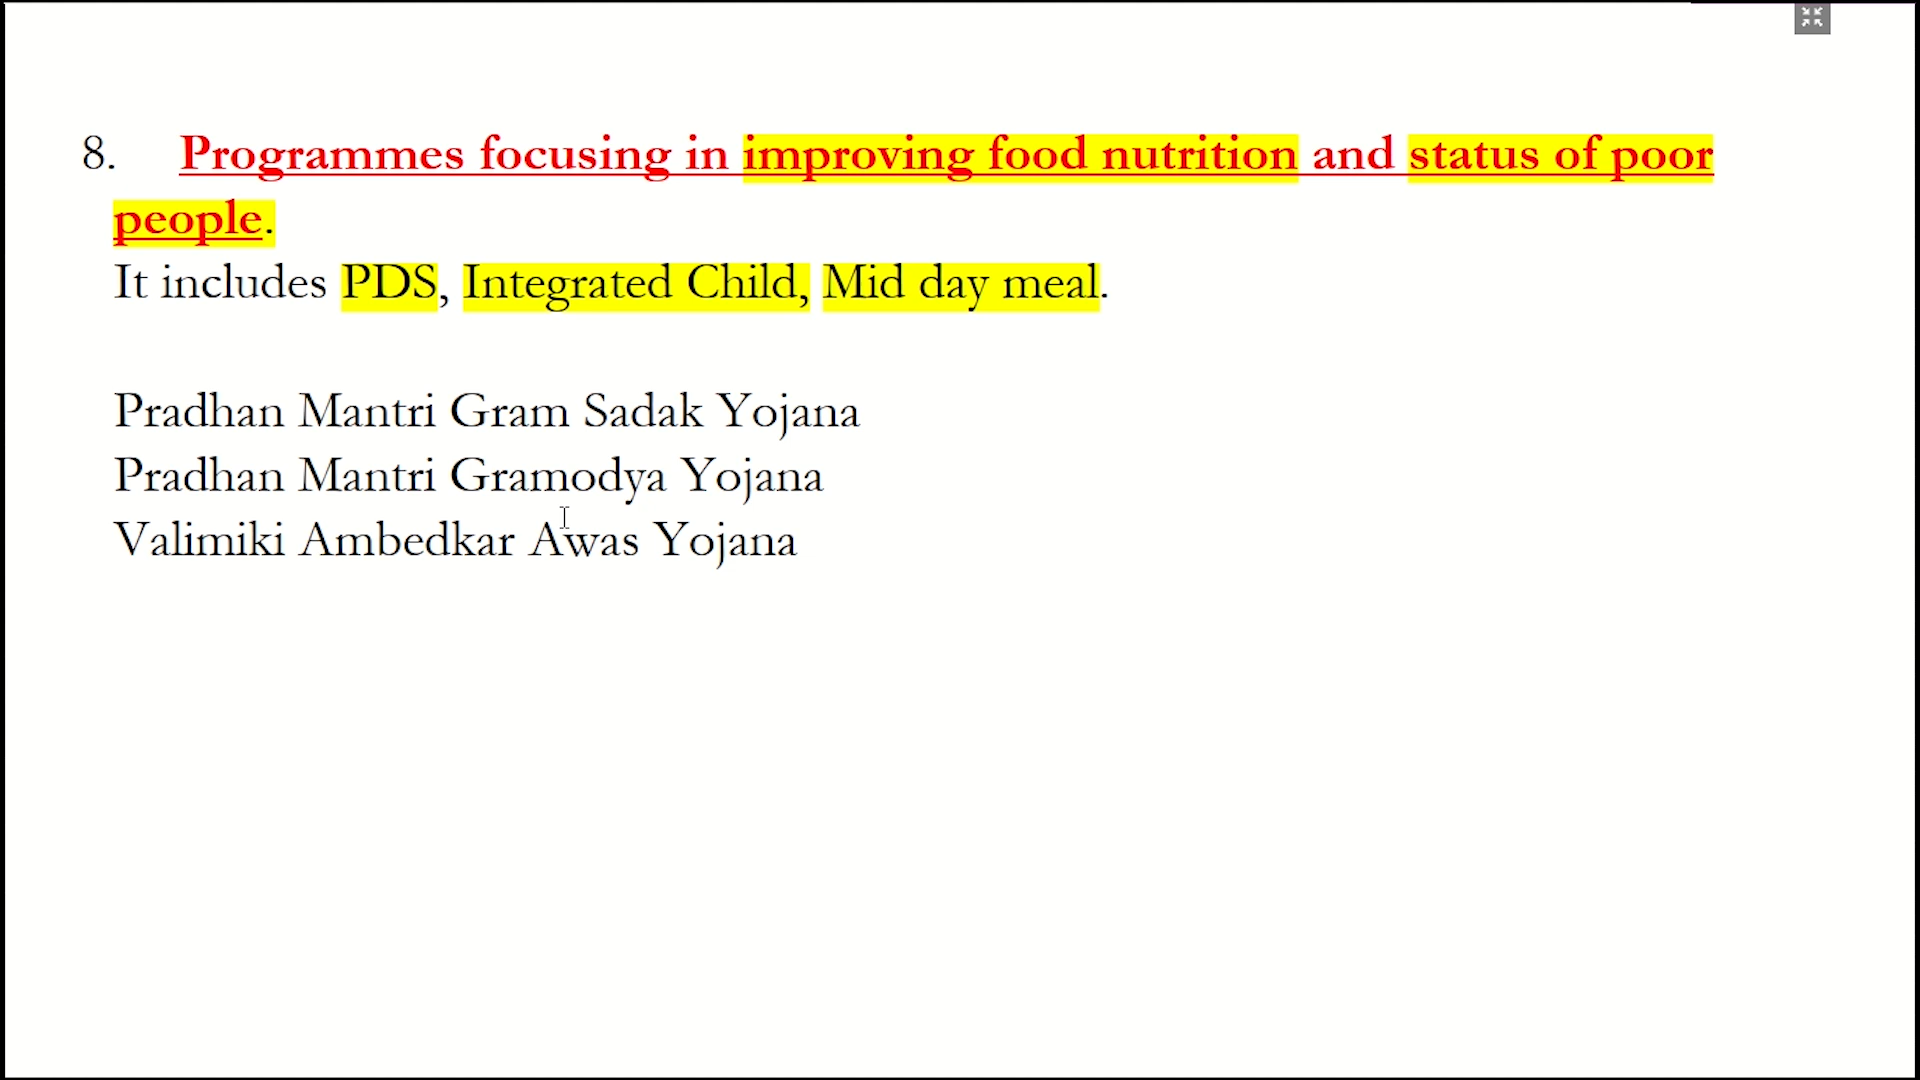 8. Programmes focusing in improving food nutrition and status of poor
people.
It includes PDS, Integrated Child, Mid day meal.
Pradhan Mantri Gram Sadak Yojana
Pradhan Mantri Gramodya Yojana
Valimiki Ambedkar Awas Yojana